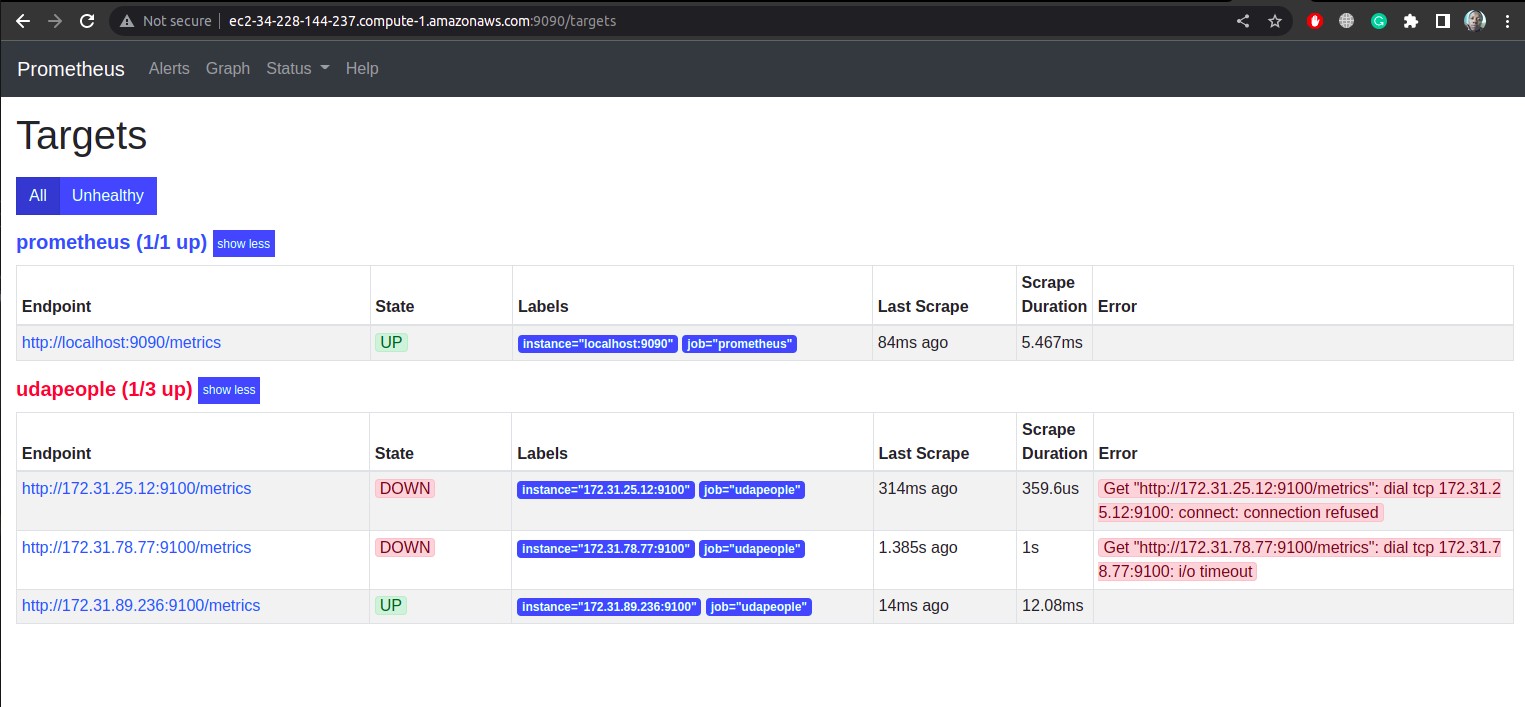 Not secure ec2-34-228-144-237.compute-1.amazonaws.com:9090/targets
Prometheus Alerts Graph Status Help
Targets
All Unhealthy
prometheus (1/1 up) show less
Endpoint State Labels Last Scrape Scrape Duration Error
http://localhost:9090/metrics UP instance="localhost:9090" job="prometheus" 84ms ago 5.467ms
udapeople (1/3 up) show less
Endpoint State Labels Last Scrape Scrape Duration Error
http://172.31.25.12:9100/metrics DOWN instance="172.31.25.12:9100" job="udapeople" 314ms ago 359.6us Get "http://172.31.25.12:9100/metrics": dial tcp 172.31.2
5.12:9100: connect: connection refused
http://172.31.78.77:9100/metrics DOWN instance="172.31.78.77:9100" job="udapeople" 1.385s ago 1s Get "http://172.31.78.77:9100/metrics": dial tcp 172.31.7
8.77:9100: i/o timeout
http://172.31.89.236:9100/metrics UP instance="172.31.89.236:9100" job="udapeople" 14ms ago 12.08ms